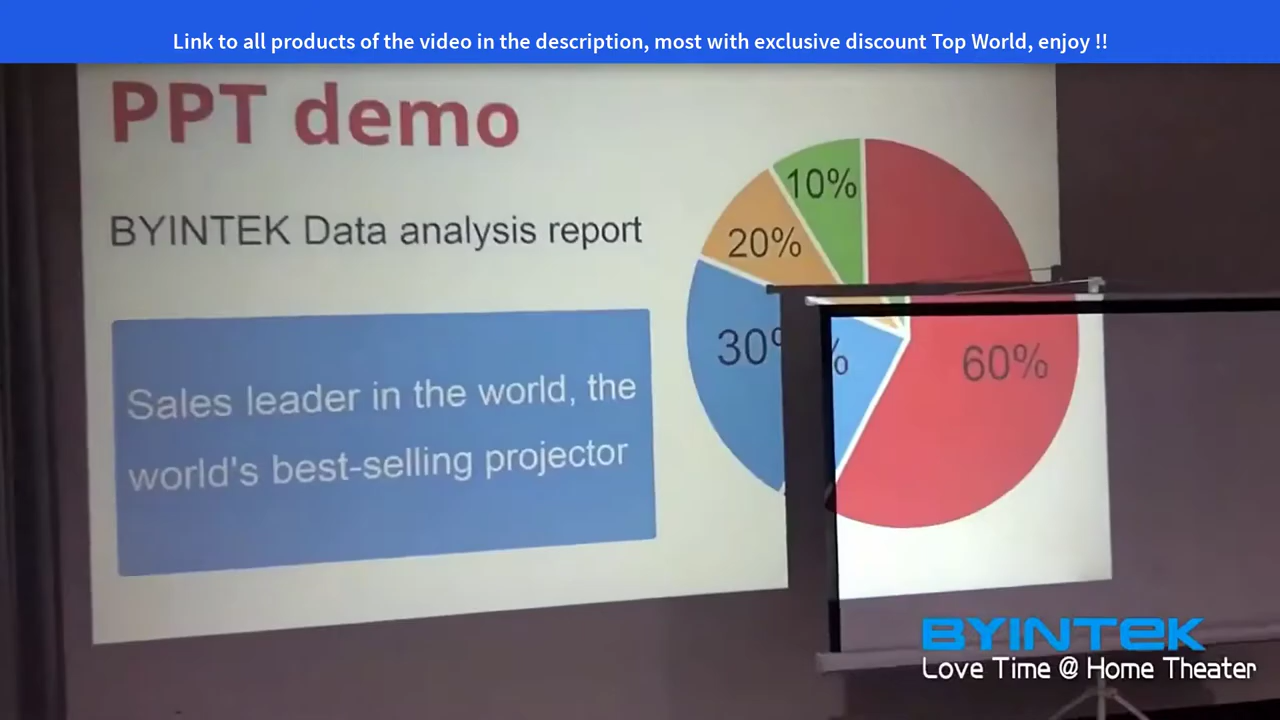 Link to all products of the video in the description, most with exclusive discount Top World, enjoy !!
PPT demo
BYINTEK Data analysis report
10%
20%
30%
60%
Sales leader in the world, the
world's best-selling projector
BYINTEK
Love Time @ Home Theater